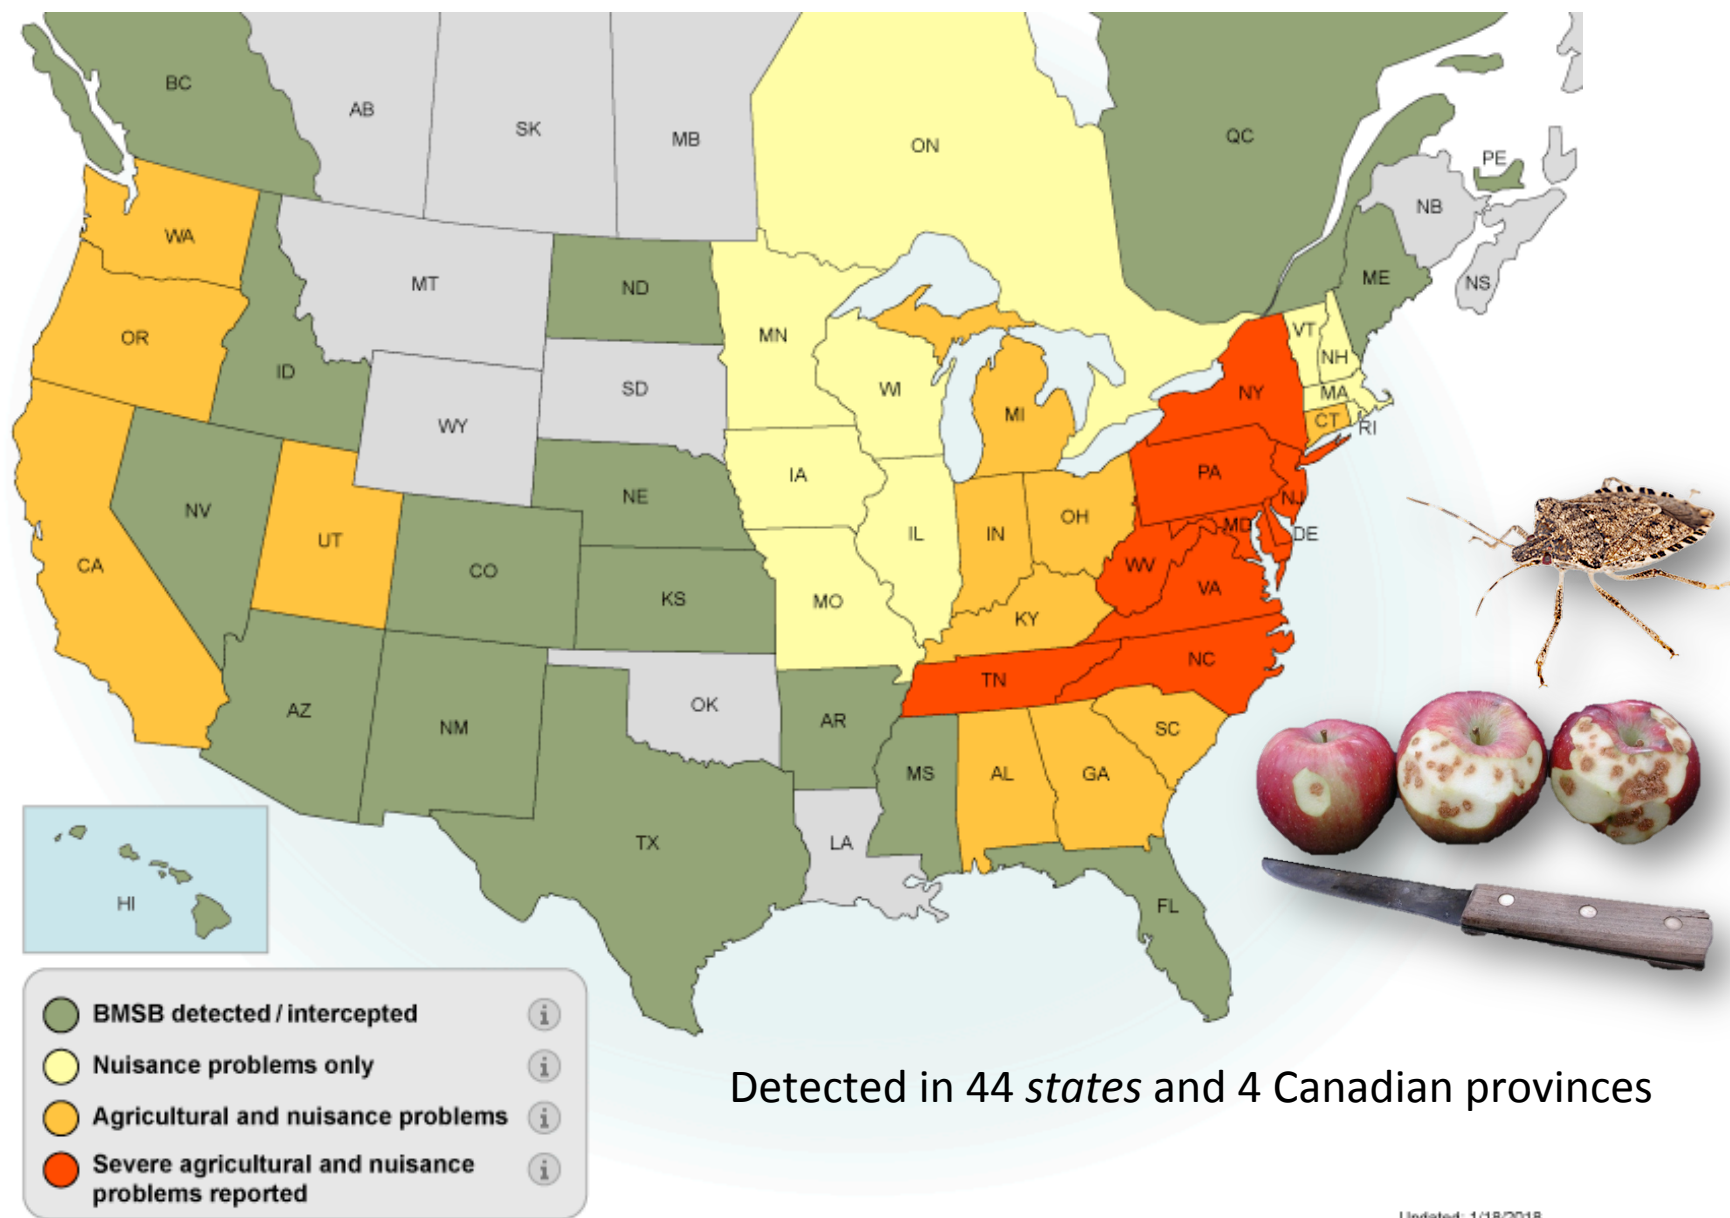 BC
AB
SK
MB
ON
QC
PE
NB
NS
ME
WA
MT
ND
MN
OR
ID
SD
WI
VT
NH
MA
CT
RI
NY
MI
WY
IA
PA
NJ
NE
NV
UT
IL
IN
OH
MD
DE
CA
CO
KS
MO
WV
VA
KY
NC
TN
AZ
NM
OK
AR
SC
MS
AL
GA
TX
LA
FL
HI
BMSB detected / intercepted
Nuisance problems only
Agricultural and nuisance problems
Severe agricultural and nuisance
problems reported
Detected in 44 states and 4 Canadian provinces
Updated: 1/18/2018